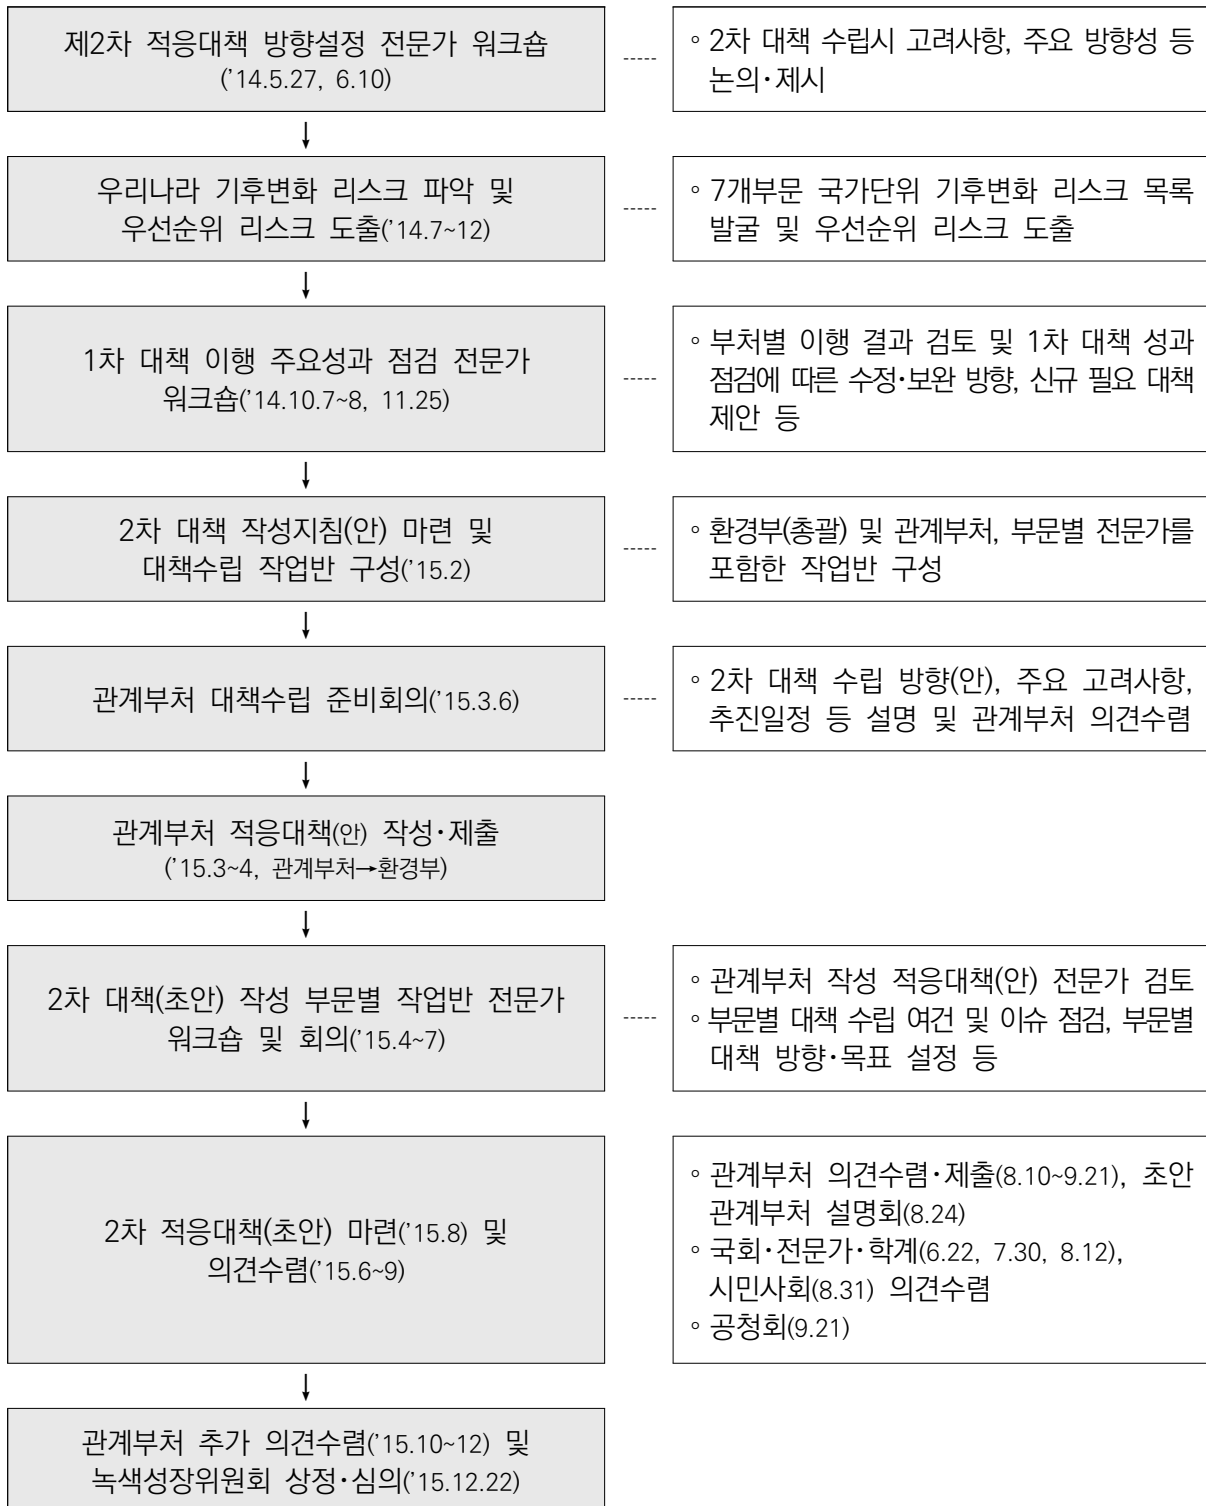 제2차 적응대책 방향설정 전문가 워크숍
('14.5.27, 6.10)
◦ 2차 대책 수립시 고려사항, 주요 방향성 등
논의·제시
우리나라 기후변화 리스크 파악 및
우선순위 리스크 도출('14.7~12)
◦ 7개부문 국가단위 기후변화 리스크 목록
발굴 및 우선순위 리스크 도출
1차 대책 이행 주요성과 점검 전문가
워크숍('14.10.7~8, 11.25)
◦ 부처별 이행 결과 검토 및 1차 대책 성과
점검에 따른 수정·보완 방향, 신규 필요 대책
제안 등
2차 대책 작성지침(안) 마련 및
대책수립 작업반 구성('15.2)
◦ 환경부(총괄) 및 관계부처, 부문별 전문가를
포함한 작업반 구성
관계부처 대책수립 준비회의('15.3.6)
◦ 2차 대책 수립 방향(안), 주요 고려사항,
추진일정 등 설명 및 관계부처 의견수렴
관계부처 적응대책(안) 작성·제출
('15.3~4, 관계부처→환경부)
2차 대책(초안) 작성 부문별 작업반 전문가
워크숍 및 회의('15.4~7)
◦ 관계부처 작성 적응대책(안) 전문가 검토
◦ 부문별 대책 수립 여건 및 이슈 점검, 부문별
대책 방향·목표 설정 등
2차 적응대책(초안) 마련('15.8) 및
의견수렴('15.6~9)
◦ 관계부처 의견수렴·제출(8.10~9.21), 초안
관계부처 설명회(8.24)
◦ 국회·전문가·학계(6.22, 7.30, 8.12),
시민사회(8.31) 의견수렴
◦ 공청회(9.21)
관계부처 추가 의견수렴('15.10~12) 및
녹색성장위원회 상정·심의('15.12.22)